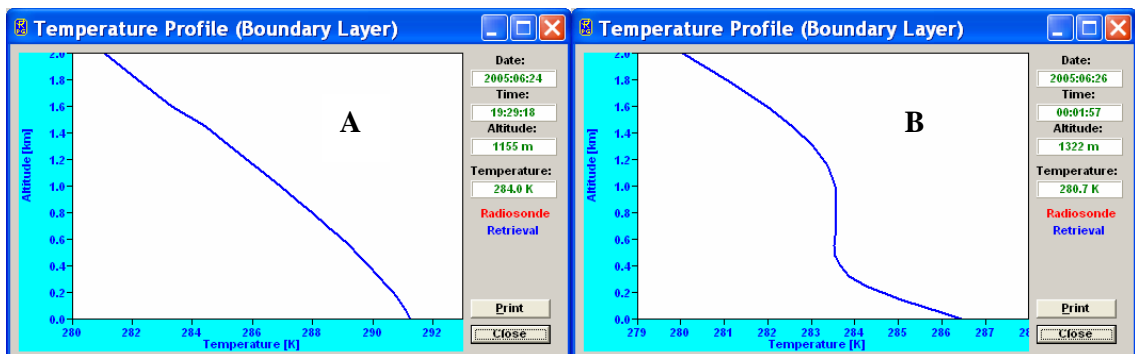 Temperature Profile (Boundary Layer)
2.0
1.8
1.6
1.4
1.2
1.0
0.8
0.6
0.4
0.2
0.0
Altitude [km]
A
280
282
284
286
288
290
292
Temperature [K]
Date:
2005:06:24
Time:
19:29:18
Altitude:
1155 m
Temperature:
284.0 K
Radiosonde
Retrieval
Print
Close
Temperature Profile (Boundary Layer)
2.0
1.8
1.6
1.4
1.2
1.0
0.8
0.6
0.4
0.2
0.0
Altitude [km]
B
279
280
281
282
283
284
285
286
287
Temperature [K]
Date:
2005:06:26
Time:
00:01:57
Altitude:
1322 m
Temperature:
280.7 K
Radiosonde
Retrieval
Print
Close